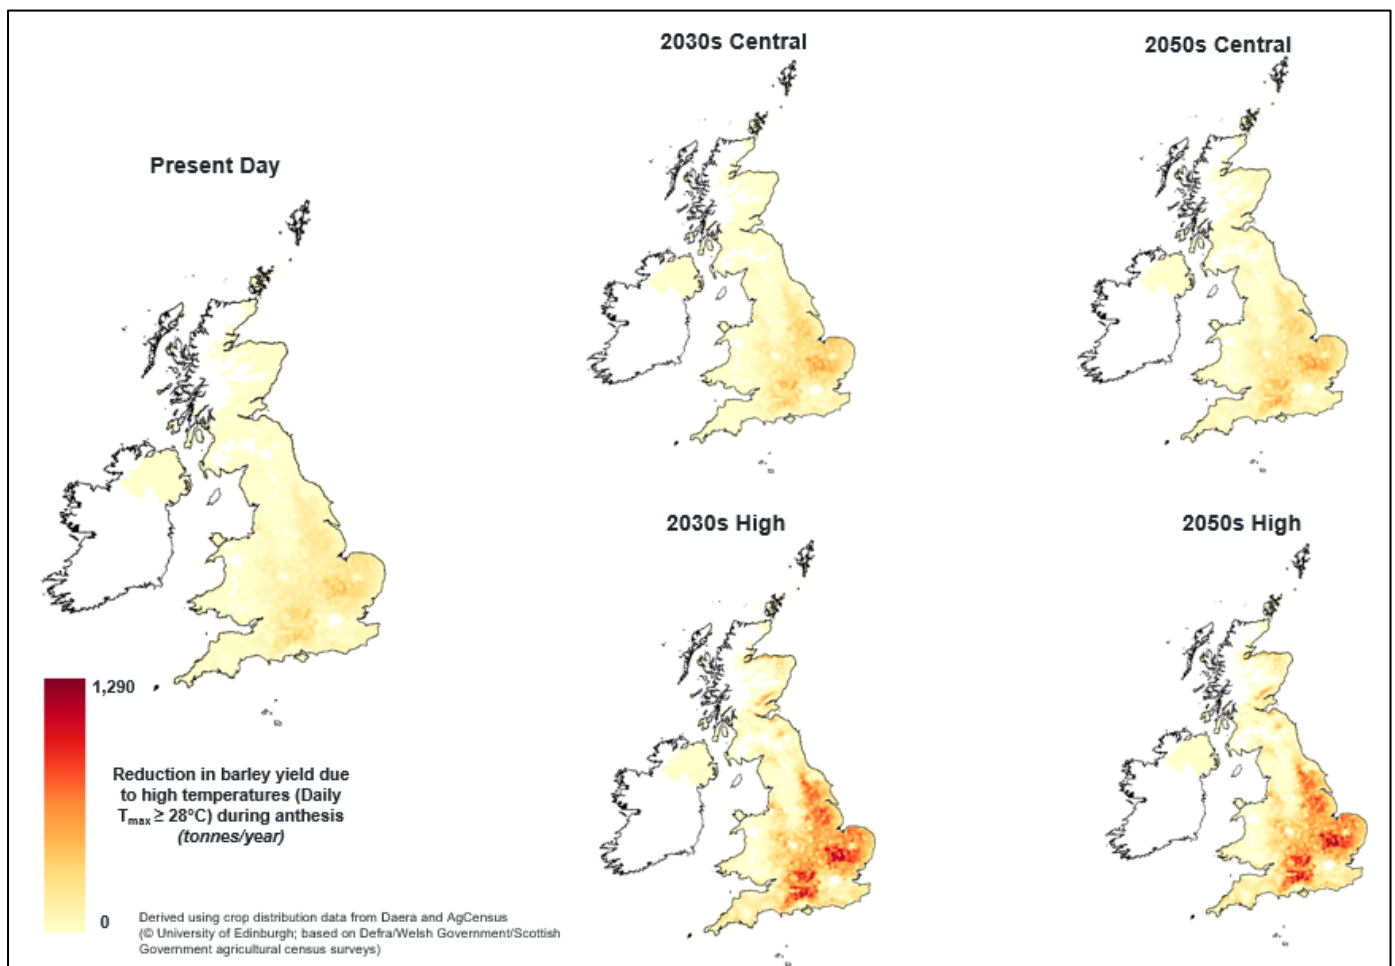 2030s Central
2050s Central
Present Day
2030s High
2050s High
1,290
Reduction in barley yield due
to high temperatures (Daily
Tmax ≥ 28°C) during anthesis
(tonnes/year)
0
Derived using crop distribution data from Daera and AgCensus
(© University of Edinburgh; based on Defra/Welsh Government/Scottish
Government agricultural census surveys)